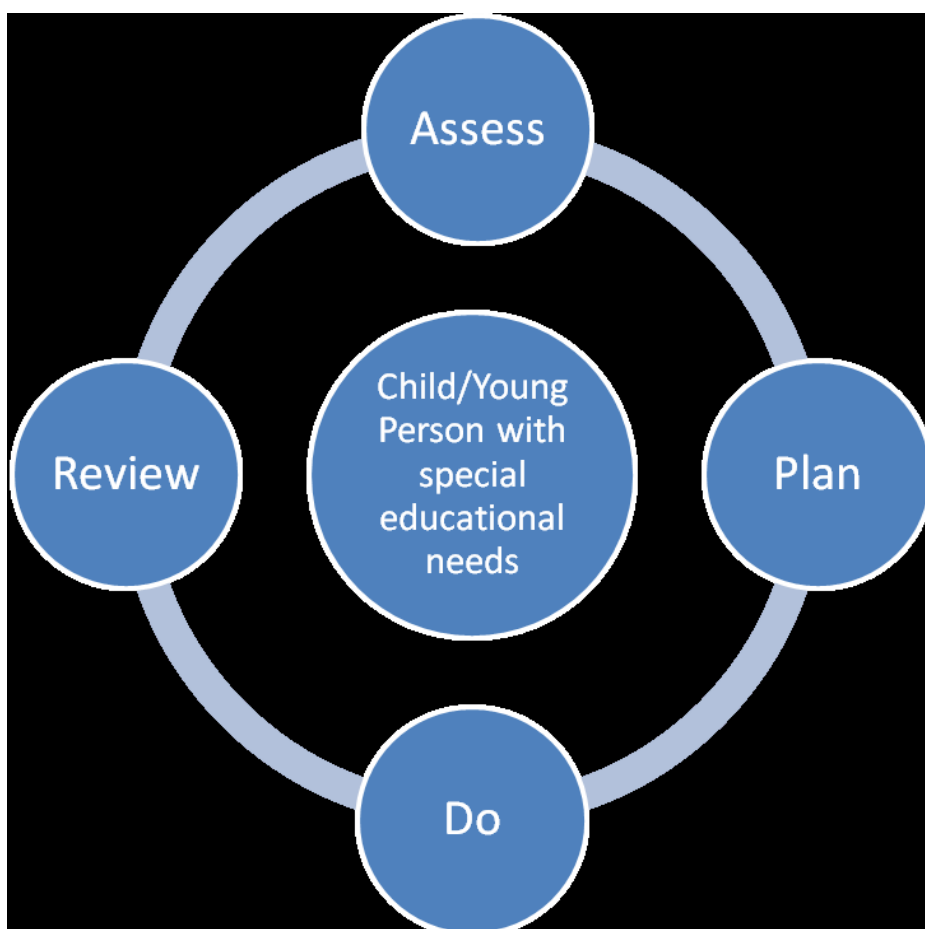 Assess
Child/Young
Person with
special
educational
needs
Review
Plan
Do